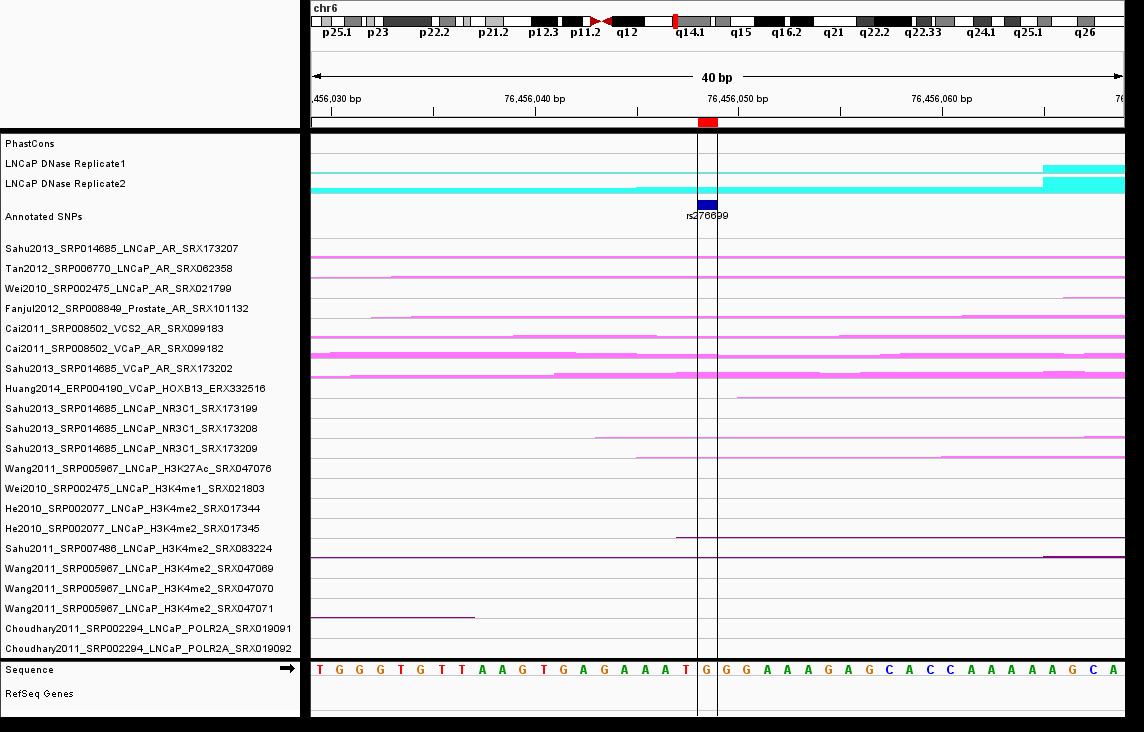 chr6
p25.1 p23 p22.2 p21.2 p12.3 p11.2 q12 q14.1 q15 q16.2 q21 q22.2 q22.33 q24.1 q25.1 q26
40 bp
,456,030 bp 76,456,040 bp 76,456,050 bp 76,456,060 bp 76
PhastCons
LNCaP DNase Replicate1
LNCaP DNase Replicate2
Annotated SNPs
rs276699
Sahu2013_SRP014685_LNCaP_AR_SRX173207
Tan2012_SRP006770_LNCaP_AR_SRX062358
Wei2010_SRP002475_LNCaP_AR_SRX021799
Fanjul2012_SRP008849_Prostate_AR_SRX101132
Cai2011_SRP008502_VCS2_AR_SRX099183
Cai2011_SRP008502_VCaP_AR_SRX099182
Sahu2013_SRP014685_VCaP_AR_SRX173202
Huang2014_ERP004190_VCaP_HOXB13_ERX332516
Sahu2013_SRP014685_LNCaP_NR3C1_SRX173199
Sahu2013_SRP014685_LNCaP_NR3C1_SRX173208
Sahu2013_SRP014685_LNCaP_NR3C1_SRX173209
Wang2011_SRP005967_LNCaP_H3K27Ac_SRX047076
Wei2010_SRP002475_LNCaP_H3K4me1_SRX021803
He2010_SRP002077_LNCaP_H3K4me2_SRX017344
He2010_SRP002077_LNCaP_H3K4me2_SRX017345
Sahu2011_SRP007486_LNCaP_H3K4me2_SRX083224
Wang2011_SRP005967_LNCaP_H3K4me2_SRX047069
Wang2011_SRP005967_LNCaP_H3K4me2_SRX047070
Wang2011_SRP005967_LNCaP_H3K4me2_SRX047071
Choudhary2011_SRP002294_LNCaP_POLR2A_SRX019091
Choudhary2011_SRP002294_LNCaP_POLR2A_SRX019092
Sequence T G G G T G T T A A G T G A G A A A T G G G A A A G A G C A C C A A A A A G C A
RefSeq Genes